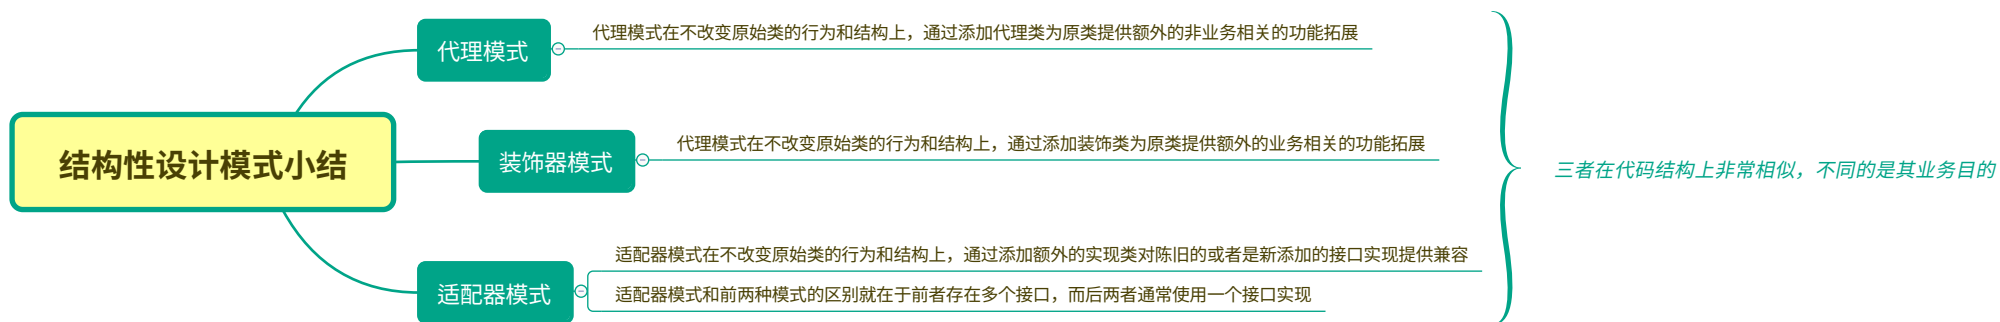 结构性设计模式小结
代理模式
代理模式在不改变原始类的行为和结构上，通过添加代理类为原类提供额外的非业务相关的功能拓展
装饰器模式
代理模式在不改变原始类的行为和结构上，通过添加装饰类为原类提供额外的业务相关的功能拓展
适配器模式
适配器模式在不改变原始类的行为和结构上，通过添加额外的实现类对陈旧的或者是新添加的接口实现提供兼容
适配器模式和前两种模式的区别就在于前者存在多个接口，而后两者通常使用一个接口实现
三者在代码结构上非常相似，不同的是其业务目的